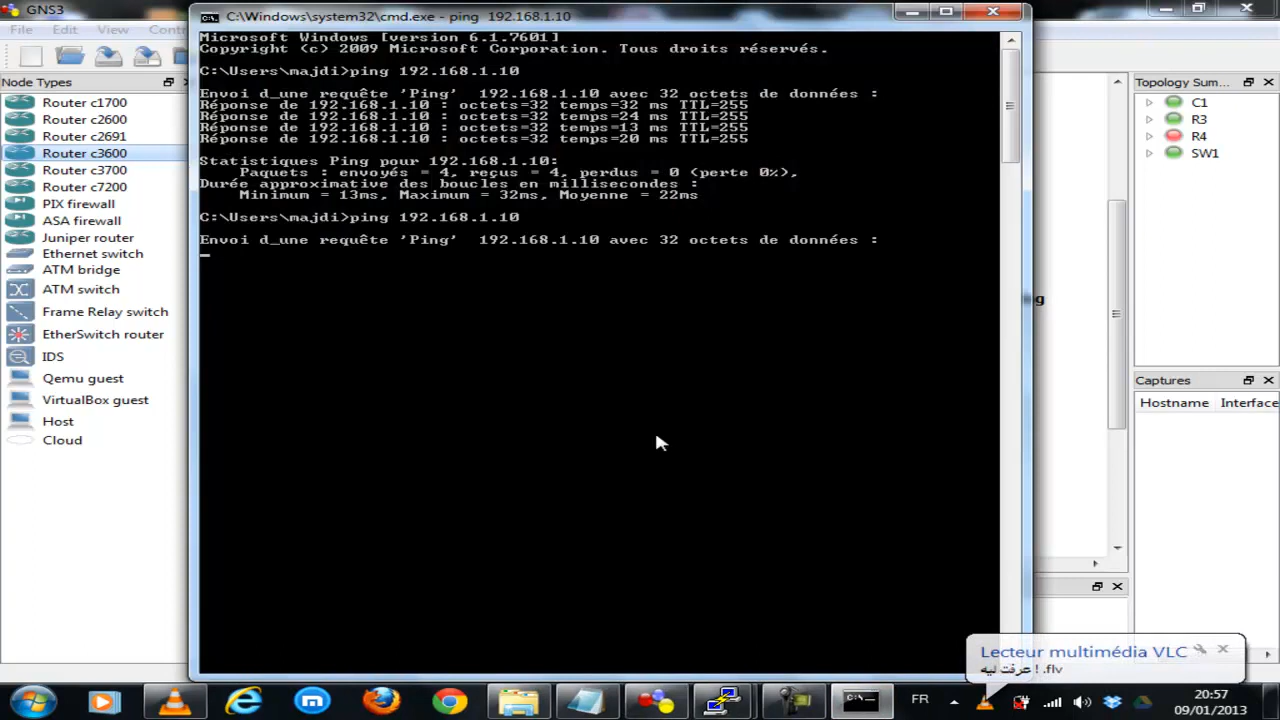 GNS3
File Edit View Contr
Node Types
Router c1700
Router c2600
Router c2691
Router c3600
Router c3700
Router c7200
PIX firewall
ASA firewall
Juniper router
Ethernet switch
ATM bridge
ATM switch
Frame Relay switch
EtherSwitch router
IDS
Qemu guest
VirtualBox guest
Host
Cloud
C:\Windows\system32\cmd.exe - ping 192.168.1.10
Microsoft Windows [version 6.1.7601]
Copyright (c) 2009 Microsoft Corporation. Tous droits réservés.
C:\Users\majdi>ping 192.168.1.10
Envoi d_une requête 'Ping' 192.168.1.10 avec 32 octets de données :
Réponse de 192.168.1.10 : octets=32 temps=32 ms TTL=255
Réponse de 192.168.1.10 : octets=32 temps=24 ms TTL=255
Réponse de 192.168.1.10 : octets=32 temps=13 ms TTL=255
Réponse de 192.168.1.10 : octets=32 temps=20 ms TTL=255
Statistiques Ping pour 192.168.1.10:
Paquets : envoyés = 4, reçus = 4, perdus = 0 (perte 0%),
Durée approximative des boucles en millisecondes :
Minimum = 13ms, Maximum = 32ms, Moyenne = 22ms
C:\Users\majdi>ping 192.168.1.10
Envoi d_une requête 'Ping' 192.168.1.10 avec 32 octets de données :
g
Topology Sum...
C1
R3
R4
SW1
Captures
Hostname Interface
Lecteur multimédia VLC
عرفت ليه ! .flv
FR
20:57
09/01/2013